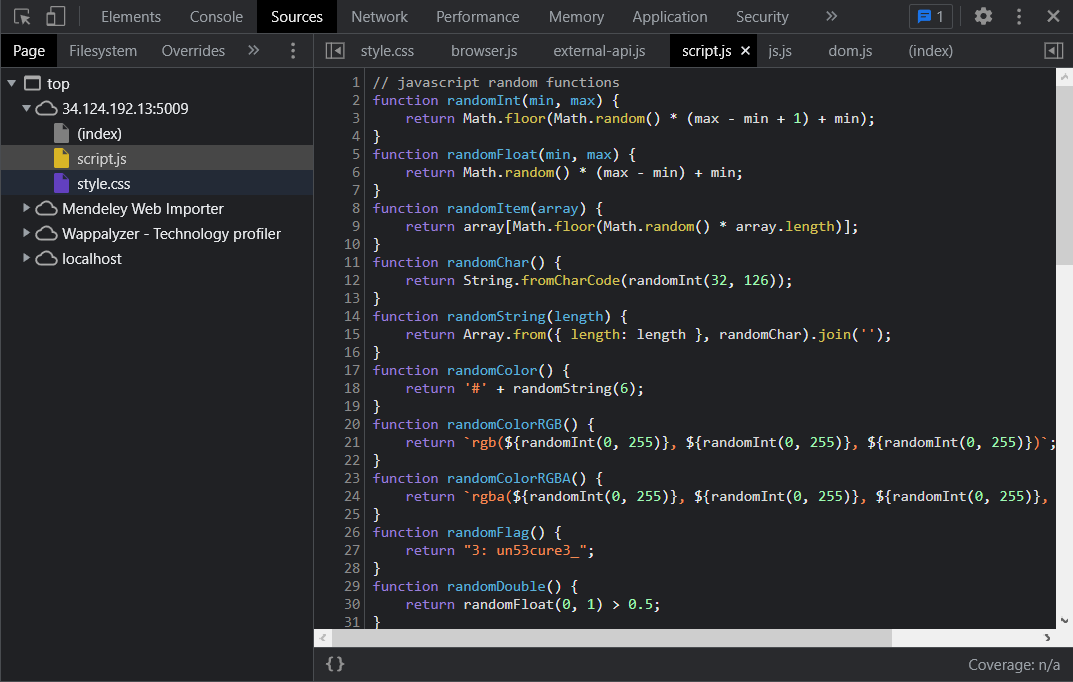 Elements Console Sources Network Performance Memory Application Security » 1
Page Filesystem Overrides » style.css browser.js external-api.js script.js × js.js dom.js (index)
top
34.124.192.13:5009
(index)
script.js
style.css
Mendeley Web Importer
Wappalyzer - Technology profiler
localhost
1 // javascript random functions
2 function randomInt(min, max) {
3     return Math.floor(Math.random() * (max - min + 1) + min);
4 }
5 function randomFloat(min, max) {
6     return Math.random() * (max - min) + min;
7 }
8 function randomItem(array) {
9     return array[Math.floor(Math.random() * array.length)];
10 }
11 function randomChar() {
12     return String.fromCharCode(randomInt(32, 126));
13 }
14 function randomString(length) {
15     return Array.from({ length: length }, randomChar).join('');
16 }
17 function randomColor() {
18     return '#' + randomString(6);
19 }
20 function randomColorRGB() {
21     return `rgb(${randomInt(0, 255)}, ${randomInt(0, 255)}, ${randomInt(0, 255)})`;
22 }
23 function randomColorRGBA() {
24     return `rgba(${randomInt(0, 255)}, ${randomInt(0, 255)}, ${randomInt(0, 255)},
25 }
26 function randomFlag() {
27     return "3: un53cure3_";
28 }
29 function randomDouble() {
30     return randomFloat(0, 1) > 0.5;
31 }
{} Coverage: n/a